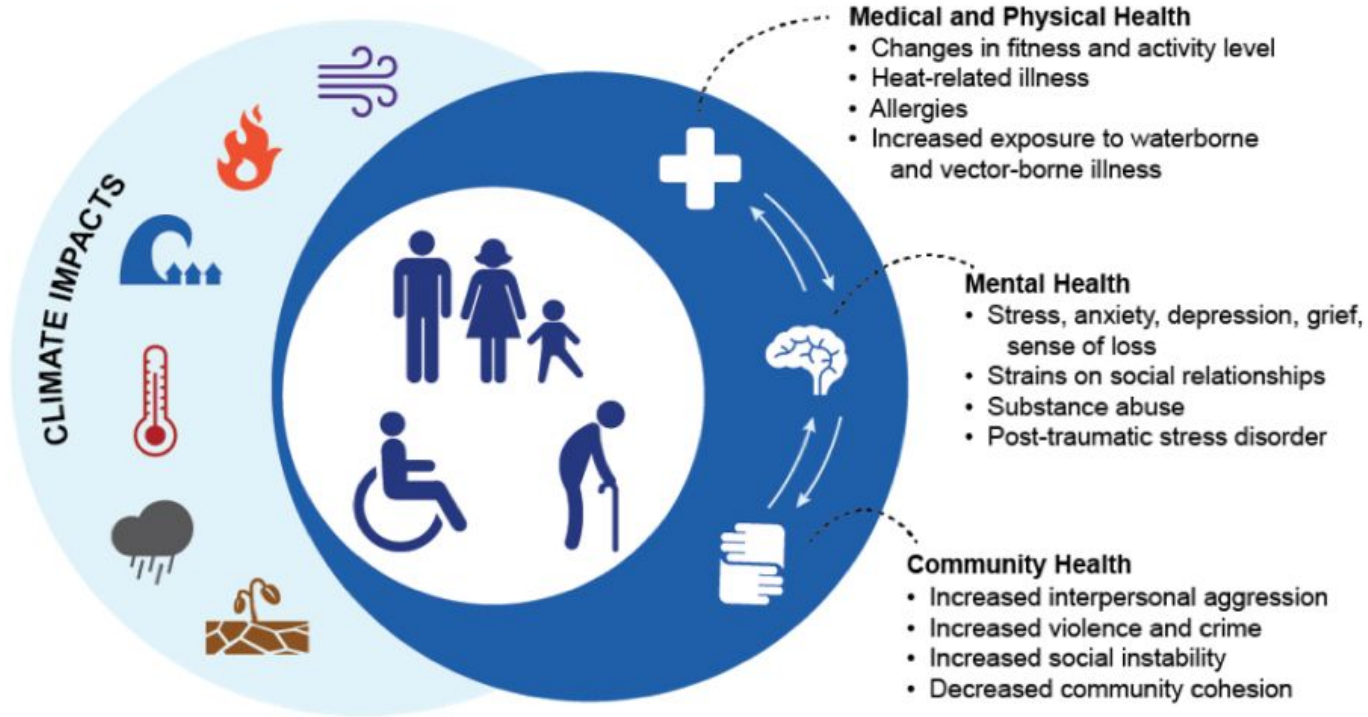 CLIMATE IMPACTS
Medical and Physical Health
• Changes in fitness and activity level
• Heat-related illness
• Allergies
• Increased exposure to waterborne
and vector-borne illness
Mental Health
• Stress, anxiety, depression, grief,
sense of loss
• Strains on social relationships
• Substance abuse
• Post-traumatic stress disorder
Community Health
• Increased interpersonal aggression
• Increased violence and crime
• Increased social instability
• Decreased community cohesion